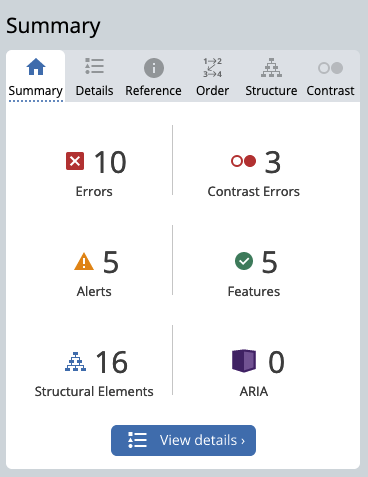 Summary
Summary Details Reference Order Structure Contrast
1→2
3→4
10 3
Errors Contrast Errors
5 5
Alerts Features
16 0
Structural Elements ARIA
View details ›